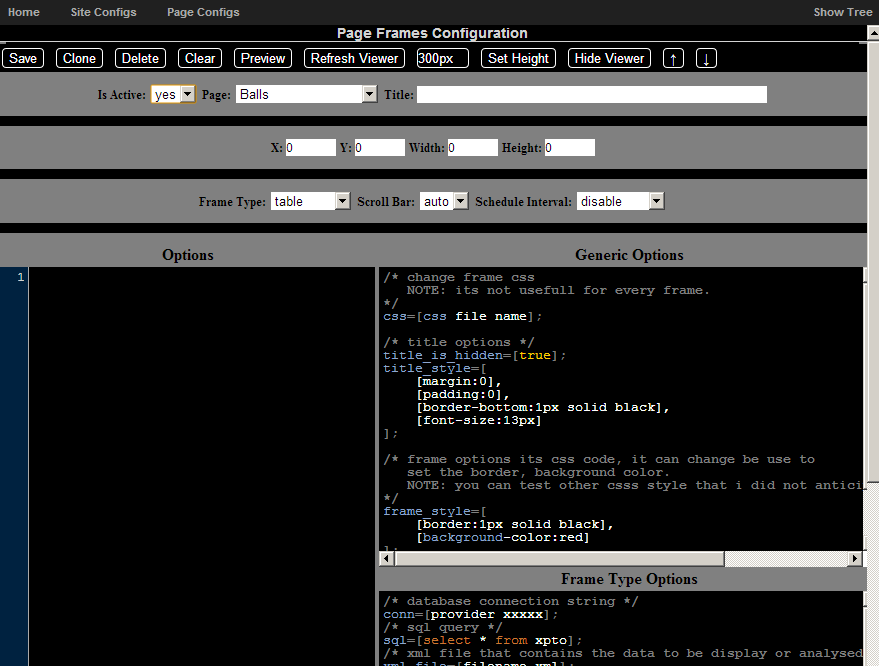 Home Site Configs Page Configs Show Tree
Page Frames Configuration
Save Clone Delete Clear Preview Refresh Viewer 300px Set Height Hide Viewer ↑ ↓
Is Active: yes Page: Balls Title:
X: 0 Y: 0 Width: 0 Height: 0
Frame Type: table Scroll Bar: auto Schedule Interval: disable
Options
1
Generic Options
/* change frame css
NOTE: its not usefull for every frame.
*/
css=[css file name];
/* title options */
title_is_hidden=[true];
title_style=[
[margin:0],
[padding:0],
[border-bottom:1px solid black],
[font-size:13px]
];
/* frame options its css code, it can change be use to
set the border, background color.
NOTE: you can test other csss style that i did not antici
*/
frame_style=[
[border:1px solid black],
[background-color:red]
];
Frame Type Options
/* database connection string */
conn=[provider xxxxx];
/* sql query */
sql=[select * from xpto];
/* xml file that contains the data to be display or analysed
xml_file=[filename.xml];